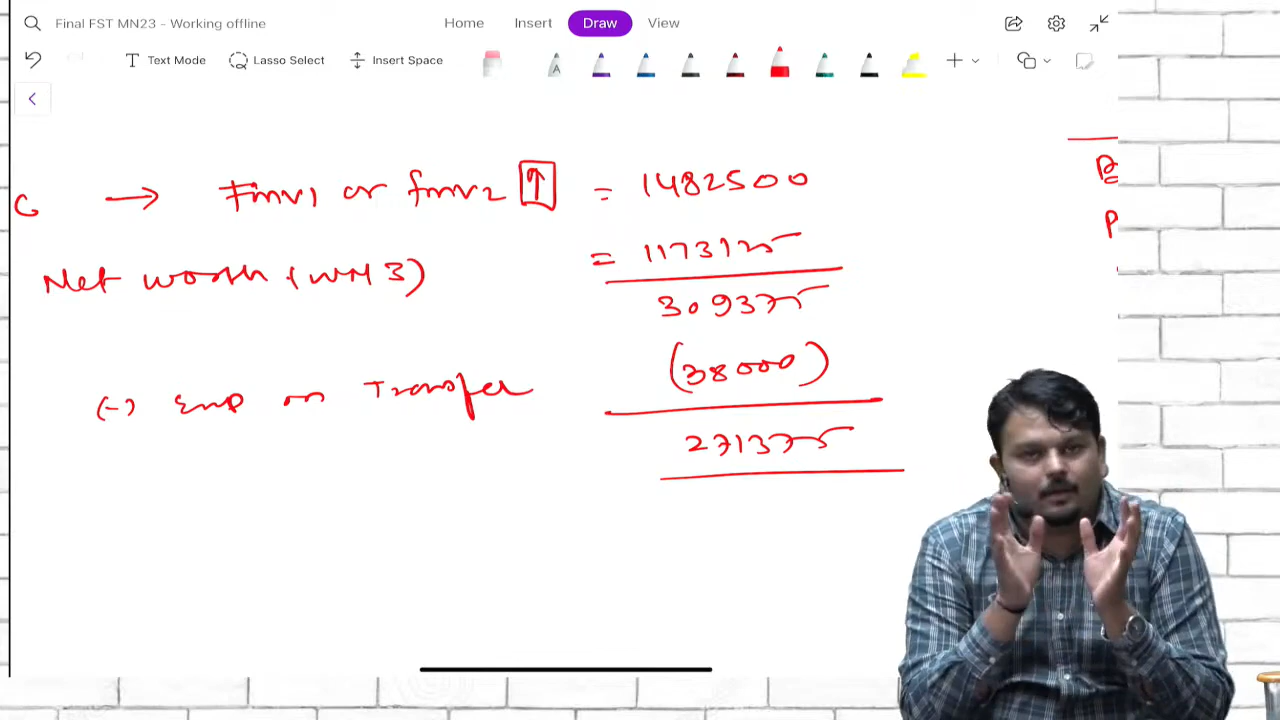 Final FST MN23 - Working offline
Home Insert Draw View
Text Mode Lasso Select Insert Space
A
G → Fmv1 or fmv2 ↑ = 1482500
Net worth (WN 3) = 1173125
309375
(-) Exp on Transfer (38000)
271375
P